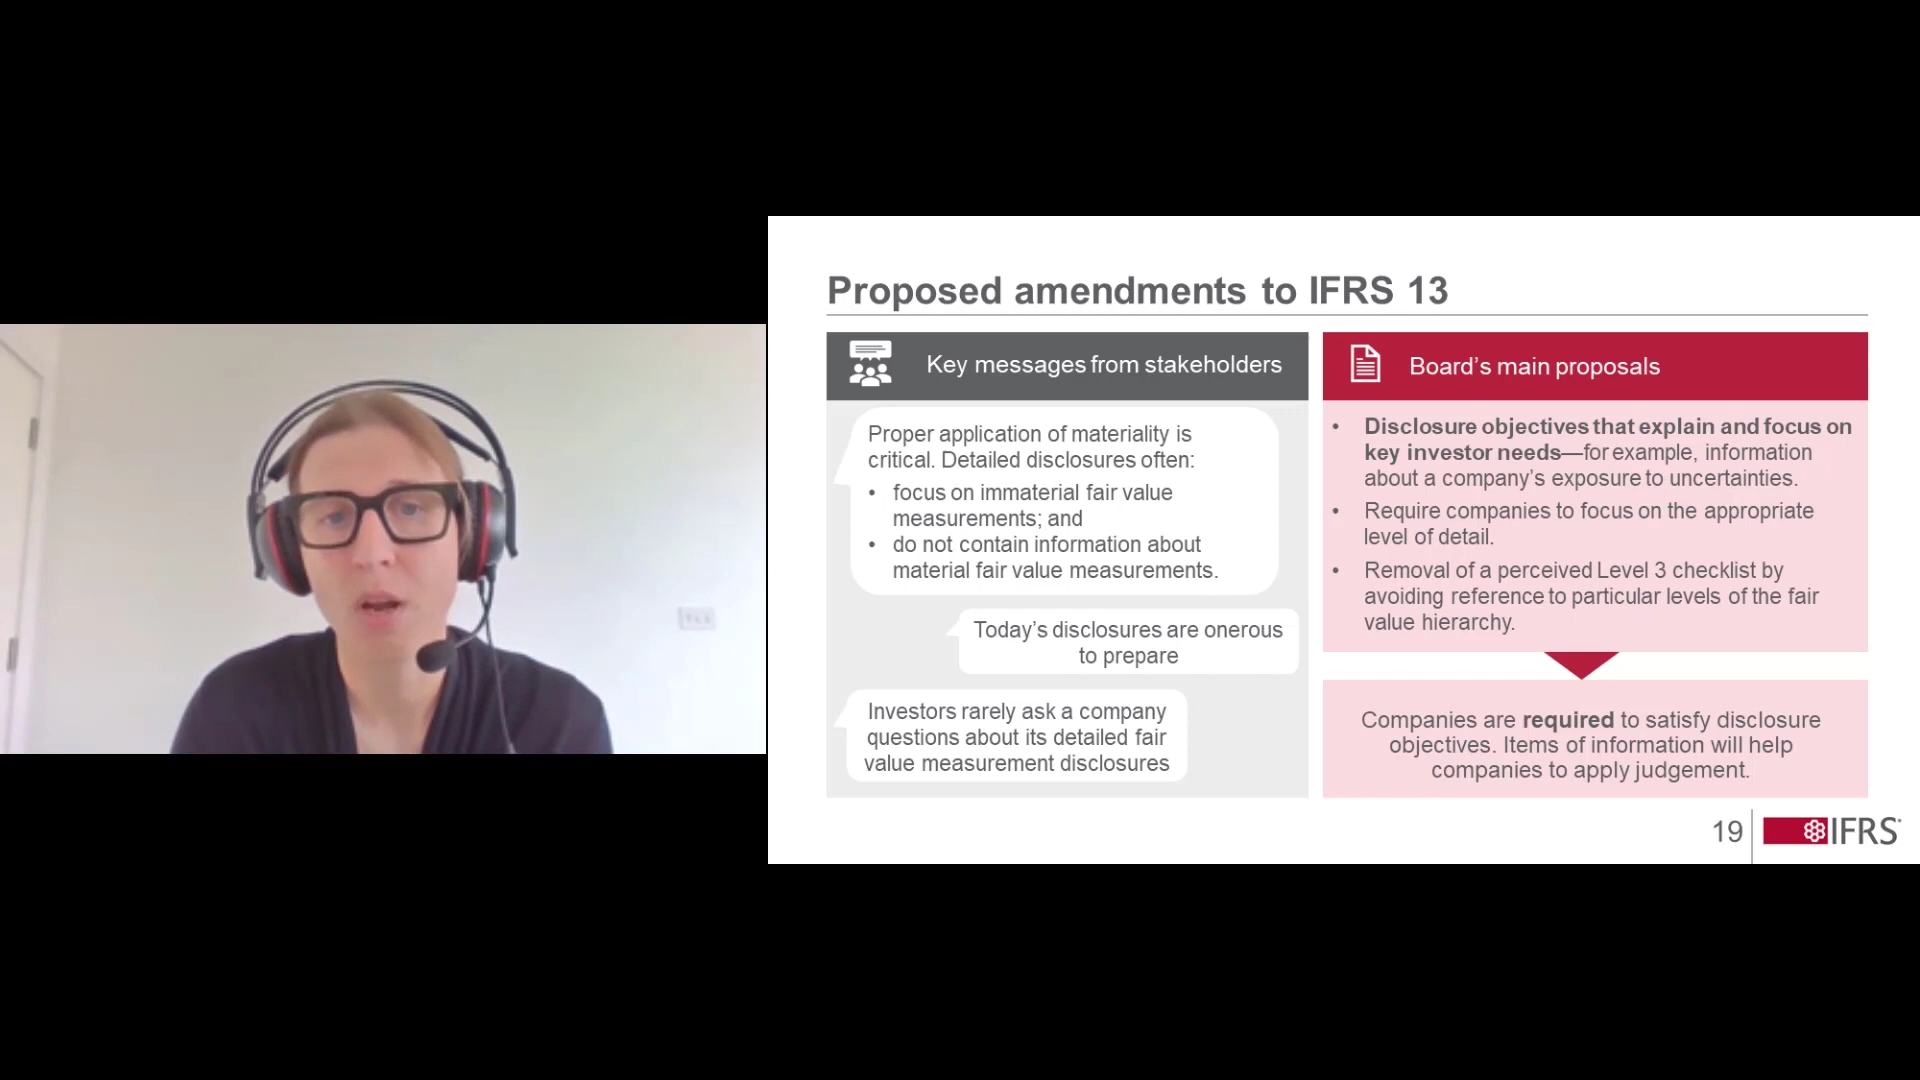 Proposed amendments to IFRS 13
Key messages from stakeholders
Proper application of materiality is
critical. Detailed disclosures often:
• focus on immaterial fair value
measurements; and
• do not contain information about
material fair value measurements.
Today's disclosures are onerous
to prepare
Investors rarely ask a company
questions about its detailed fair
value measurement disclosures
Board's main proposals
• Disclosure objectives that explain and focus on
key investor needs—for example, information
about a company's exposure to uncertainties.
• Require companies to focus on the appropriate
level of detail.
• Removal of a perceived Level 3 checklist by
avoiding reference to particular levels of the fair
value hierarchy.
Companies are required to satisfy disclosure
objectives. Items of information will help
companies to apply judgement.
19
IFRS®